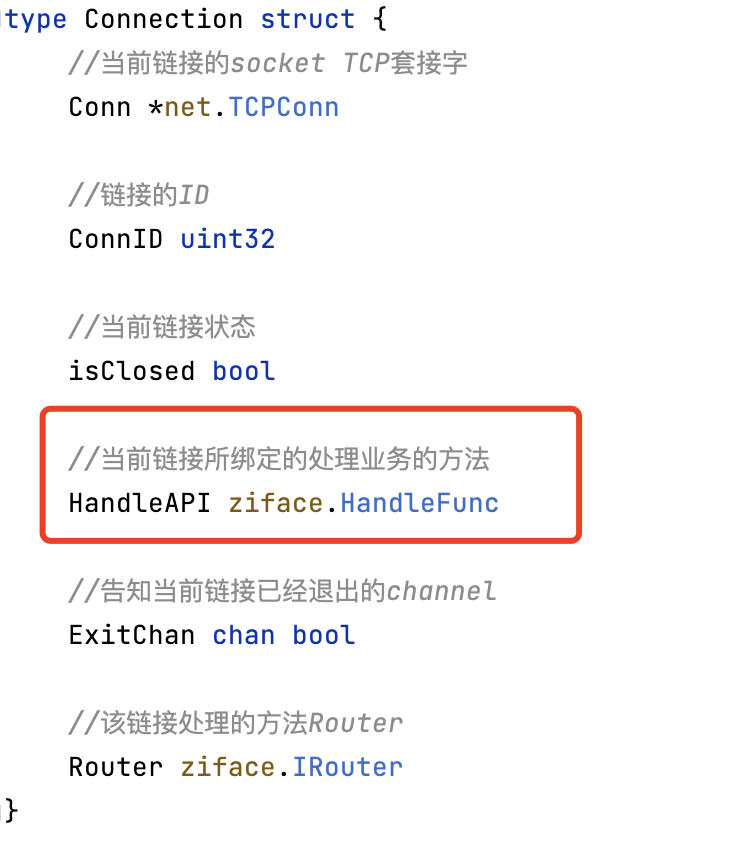 type Connection struct {
//当前链接的socket TCP套接字
Conn *net.TCPConn
//链接的ID
ConnID uint32
//当前链接状态
isClosed bool
//当前链接所绑定的处理业务的方法
HandleAPI ziface.HandleFunc
//告知当前链接已经退出的channel
ExitChan chan bool
//该链接处理的方法Router
Router ziface.IRouter
}